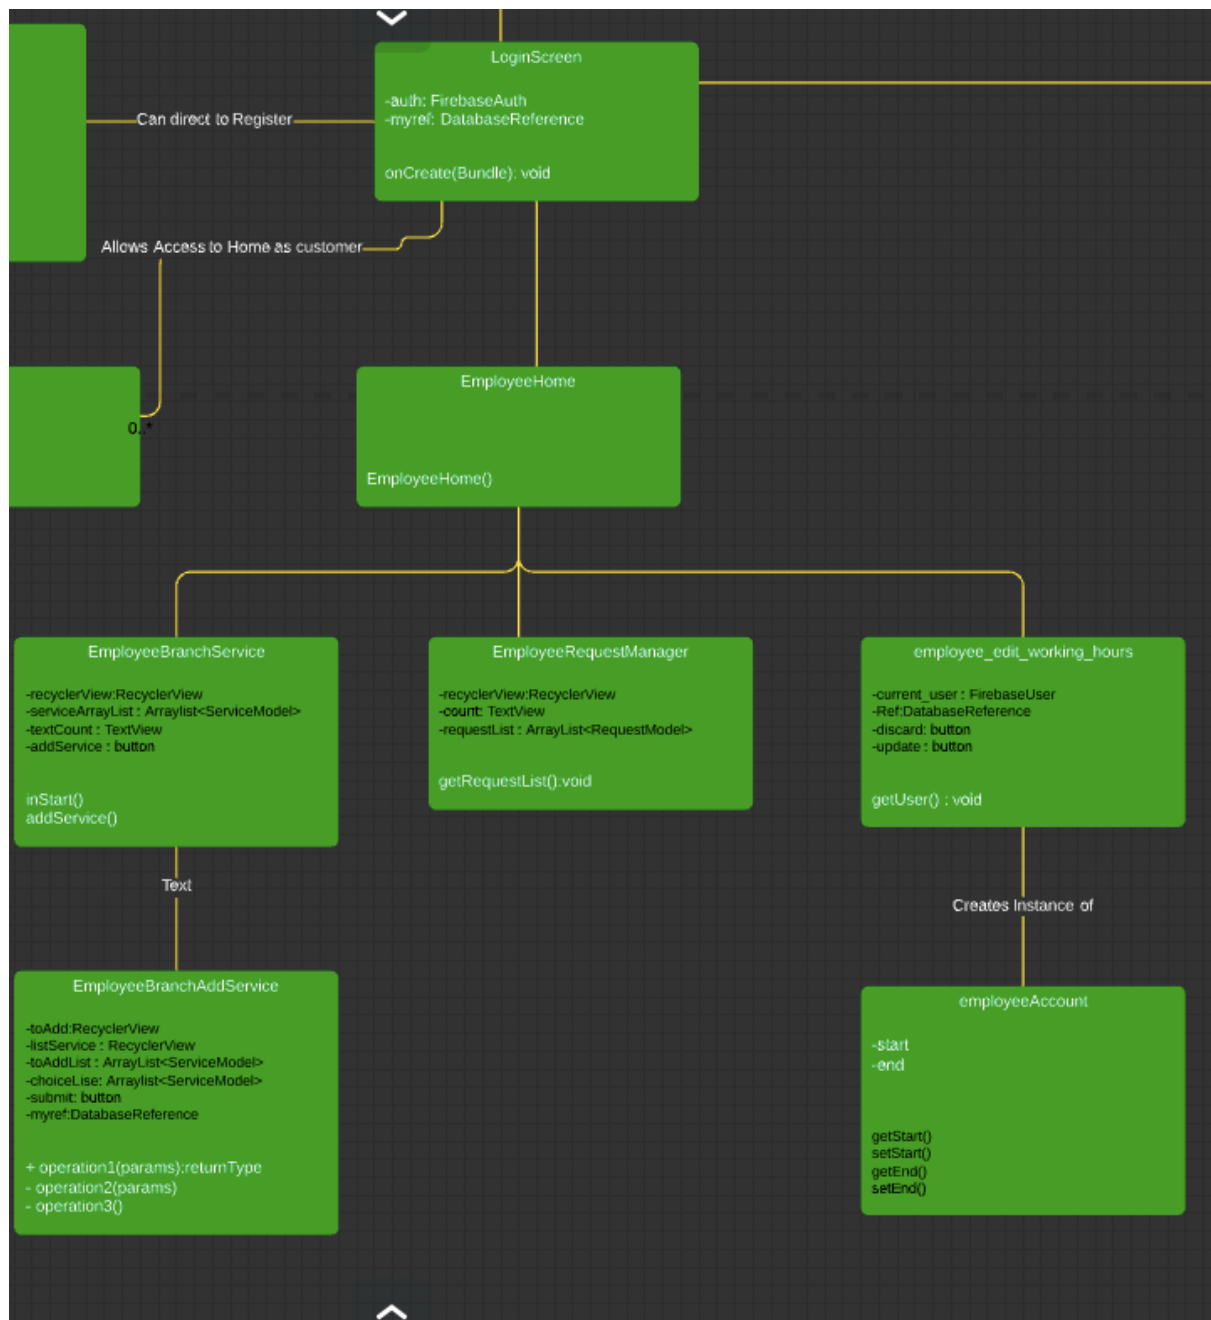 LoginScreen
-auth: FirebaseAuth
-myref: DatabaseReference
onCreate(Bundle): void
Can direct to Register
Allows Access to Home as customer
0..*
EmployeeHome
EmployeeHome()
EmployeeBranchService
-recyclerView:RecyclerView
-serviceArrayList : Arraylist<ServiceModel>
-textCount : TextView
-addService : button
inStart()
addService()
EmployeeRequestManager
-recyclerView:RecyclerView
-count: TextView
-requestList : ArrayList<RequestModel>
getRequestList():void
employee_edit_working_hours
-current_user : FirebaseUser
-Ref:DatabaseReference
-discard: button
-update : button
getUser() : void
Text
Creates Instance of
EmployeeBranchAddService
-toAdd:RecyclerView
-listService : RecyclerView
-toAddList : ArrayList<ServiceModel>
-choiceLise: Arraylist<ServiceModel>
-submit: button
-myref:DatabaseReference
+ operation1(params):returnType
- operation2(params)
- operation3()
employeeAccount
-start
-end
getStart()
setStart()
getEnd()
setEnd()